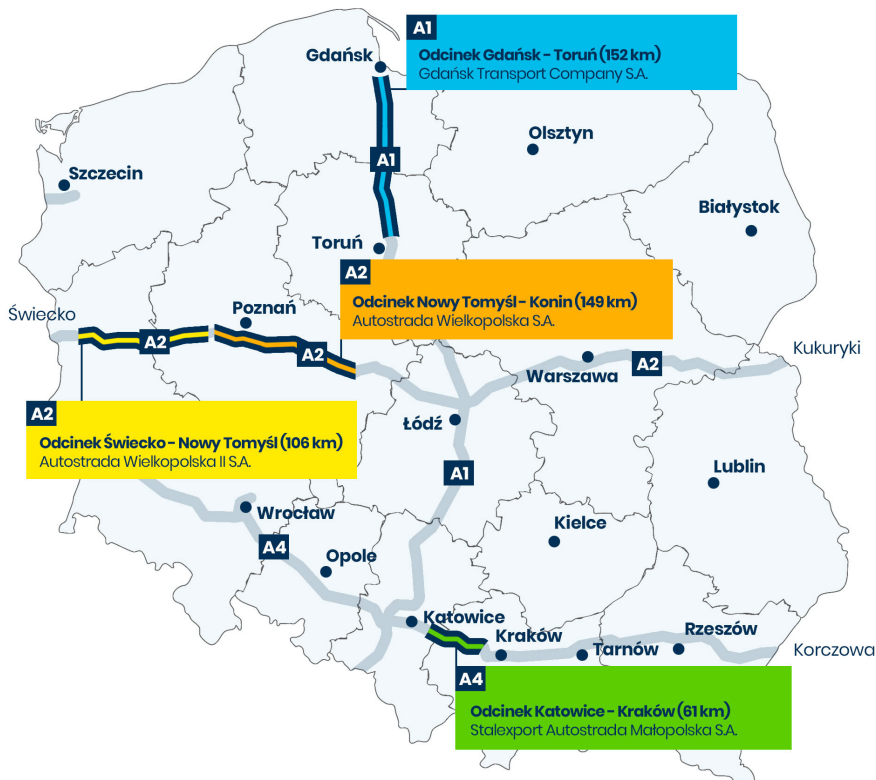 A1
Odcinek Gdańsk - Toruń (152 km)
Gdańsk Transport Company S.A.
Gdańsk
Olsztyn
A1
Szczecin
Białystok
Toruń
A2
Odcinek Nowy Tomyśl - Konin (149 km)
Autostrada Wielkopolska S.A.
Poznań
Świecko
A2
A2
Kukuryki
Warszawa
A2
A2
Odcinek Świecko - Nowy Tomyśl (106 km)
Autostrada Wielkopolska II S.A.
Łódź
A1
Lublin
Wrocław
Kielce
A4
Opole
Katowice
Kraków
Tarnów
Rzeszów
Korczowa
A4
Odcinek Katowice - Kraków (61 km)
Stalexport Autostrada Małopolska S.A.